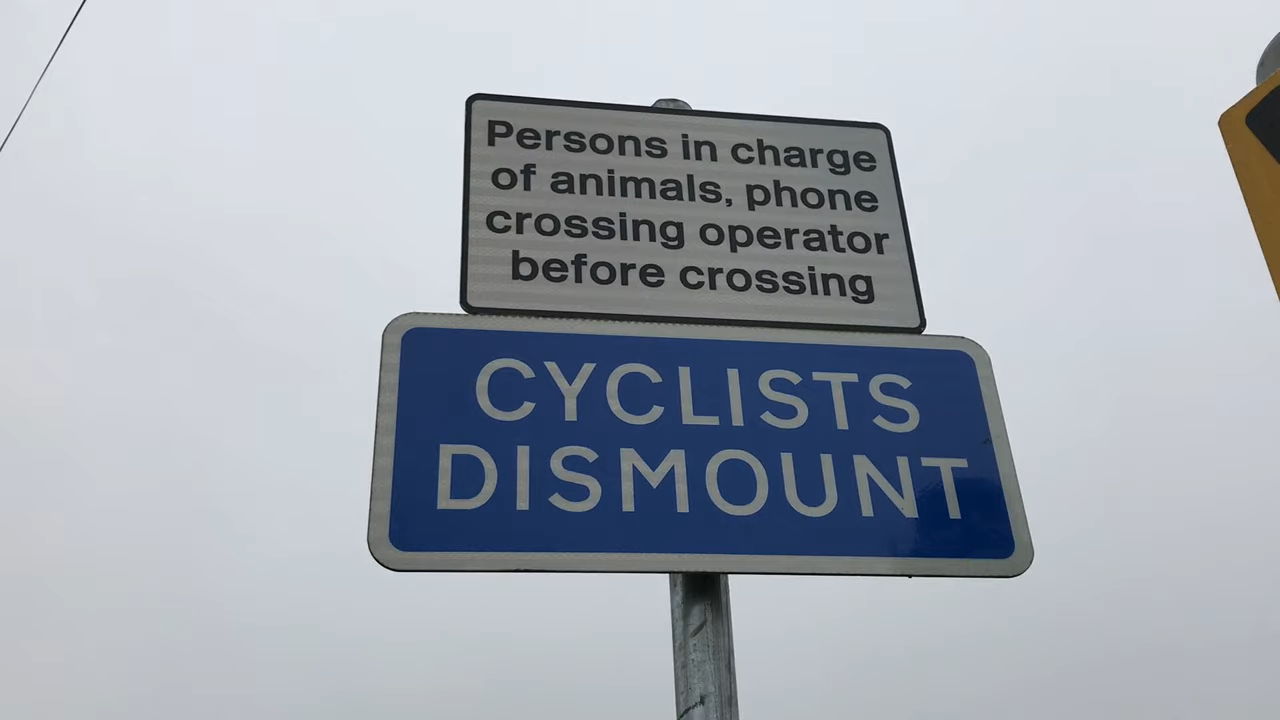 Persons in charge
of animals, phone
crossing operator
before crossing
CYCLISTS
DISMOUNT